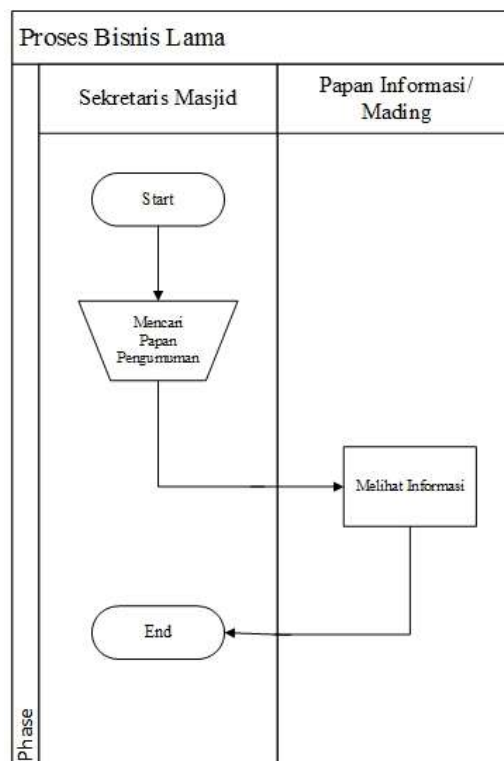 Proses Bisnis Lama
Sekretaris Masjid
Papan Informasi/
Mading
Start
Mencari
Papan
Pengumuman
Melihat Informasi
End
Phase